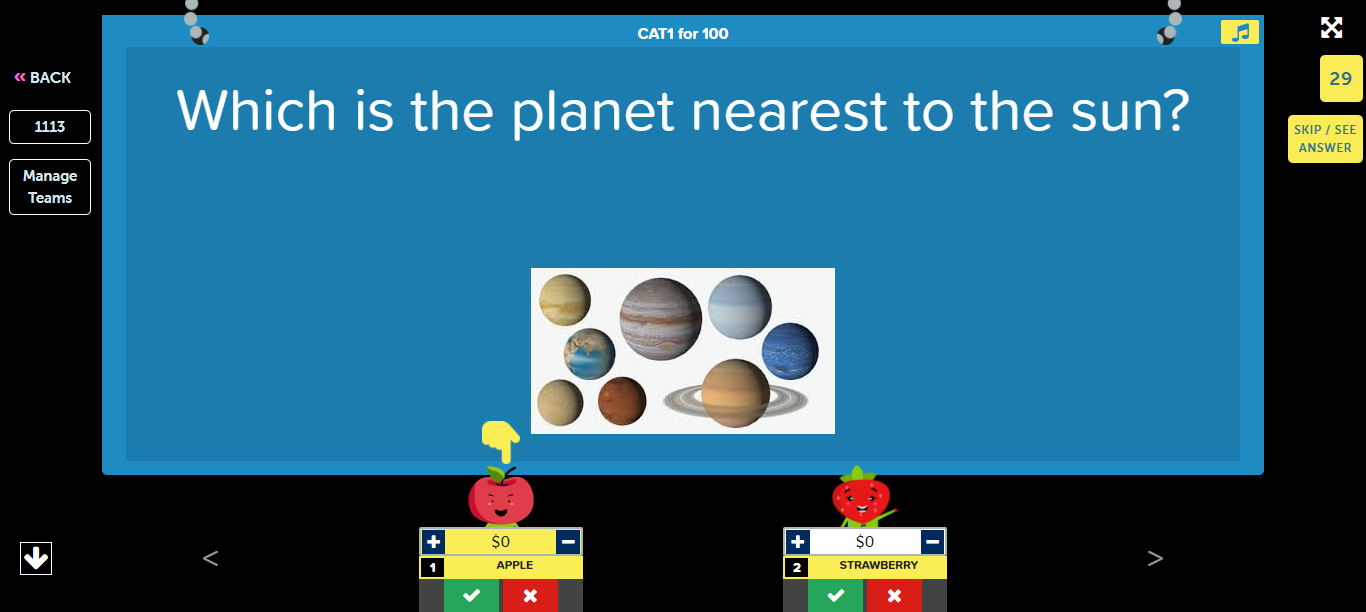 CAT1 for 100
« BACK
29
Which is the planet nearest to the sun?
1113
SKIP / SEE
ANSWER
Manage
Teams
< >
+ $0 −
1 APPLE
+ $0 −
2 STRAWBERRY